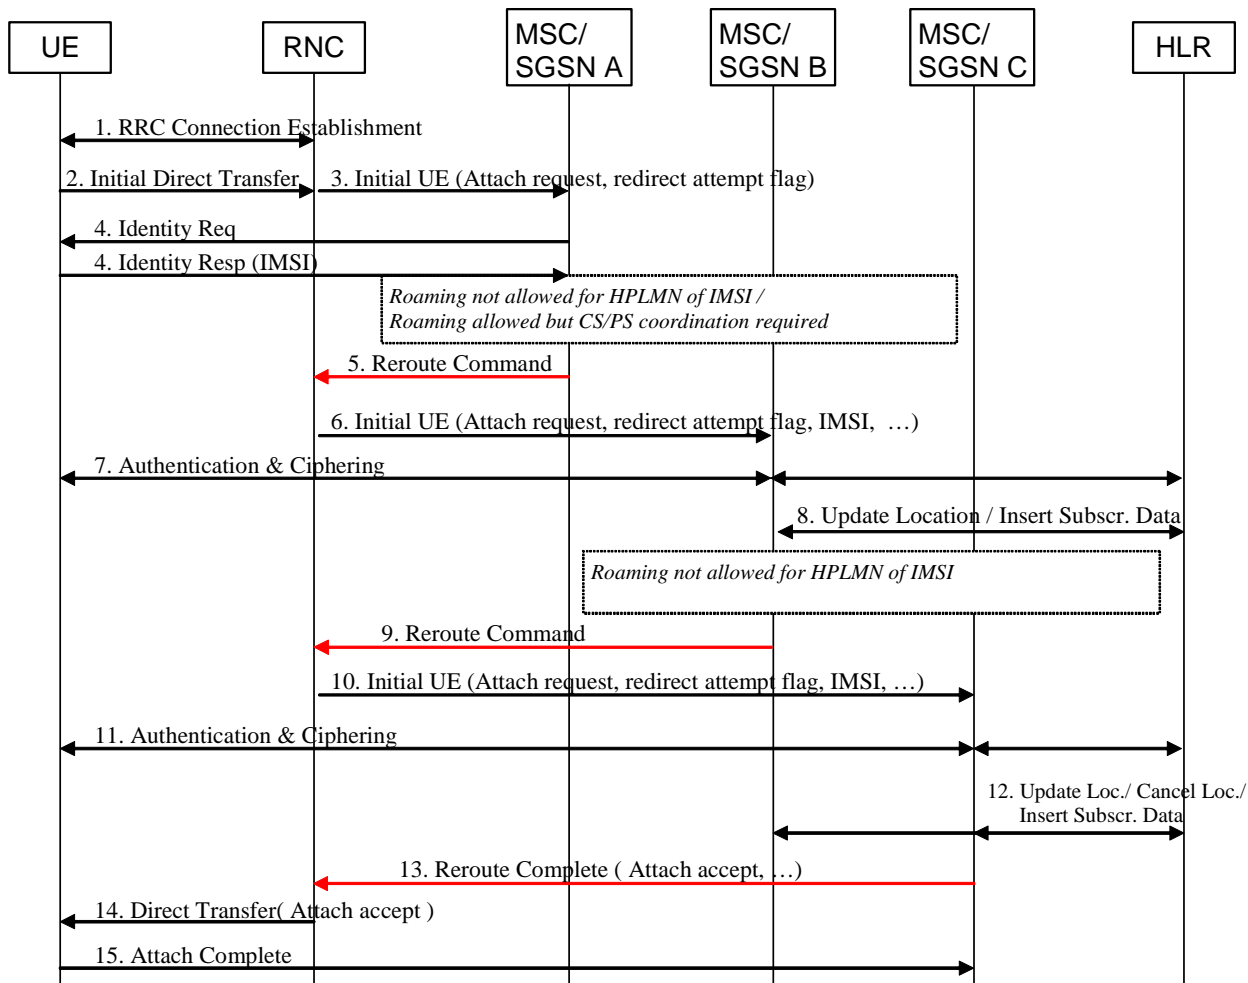 UE
RNC
MSC/
SGSN A
MSC/
SGSN B
MSC/
SGSN C
HLR
1. RRC Connection Establishment
2. Initial Direct Transfer
3. Initial UE (Attach request, redirect attempt flag)
4. Identity Req
4. Identity Resp (IMSI)
Roaming not allowed for HPLMN of IMSI /
Roaming allowed but CS/PS coordination required
5. Reroute Command
6. Initial UE (Attach request, redirect attempt flag, IMSI, …)
7. Authentication & Ciphering
8. Update Location / Insert Subscr. Data
Roaming not allowed for HPLMN of IMSI
9. Reroute Command
10. Initial UE (Attach request, redirect attempt flag, IMSI, …)
11. Authentication & Ciphering
12. Update Loc./ Cancel Loc./
Insert Subscr. Data
13. Reroute Complete ( Attach accept, …)
14. Direct Transfer( Attach accept )
15. Attach Complete